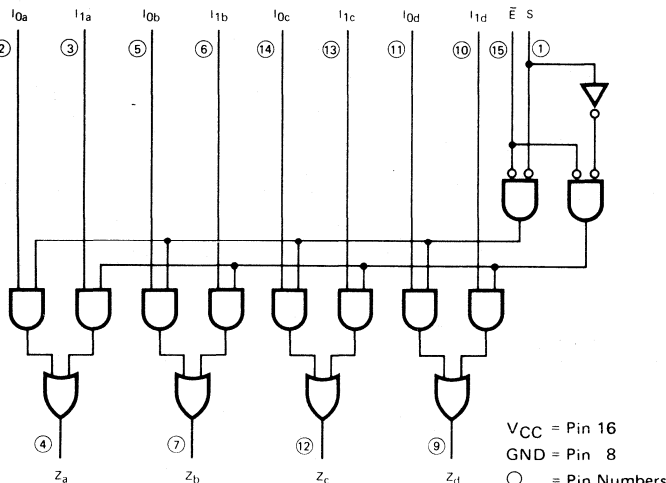 I0a I1a I0b I1b I0c I1c I0d I1d Ē S
2 3 5 6 14 13 11 10 15 1
4 7 12 9
Za Zb Zc Zd
VCC = Pin 16
GND = Pin 8
= Pin Numbers